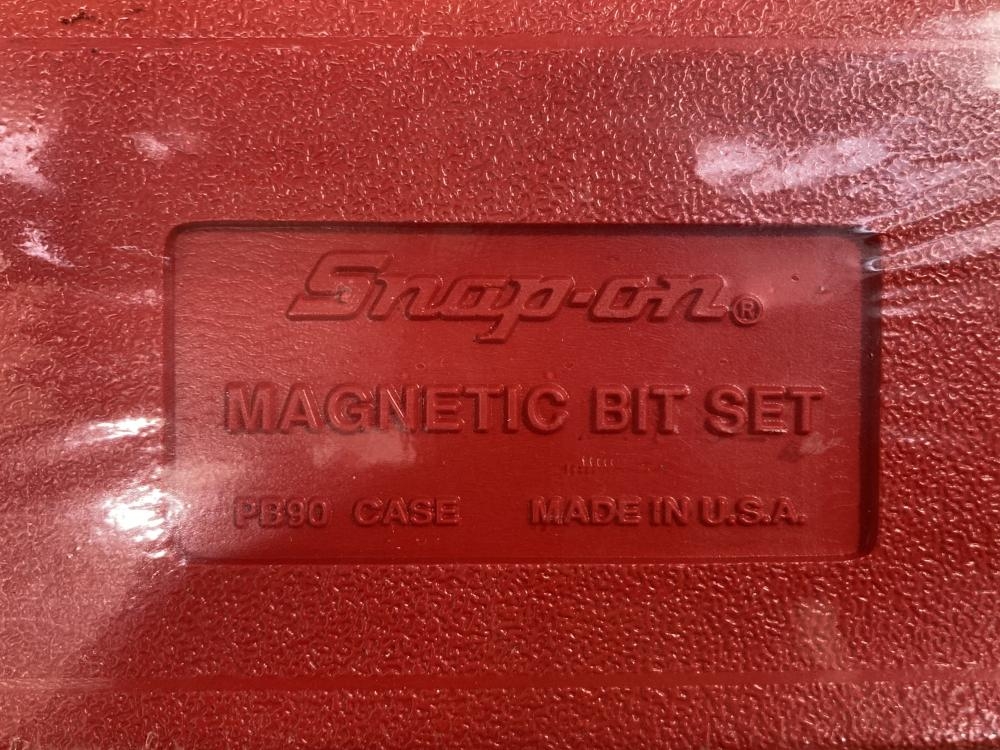 Snap-on®
MAGNETIC BIT SET
PB90 CASE MADE IN U.S.A.